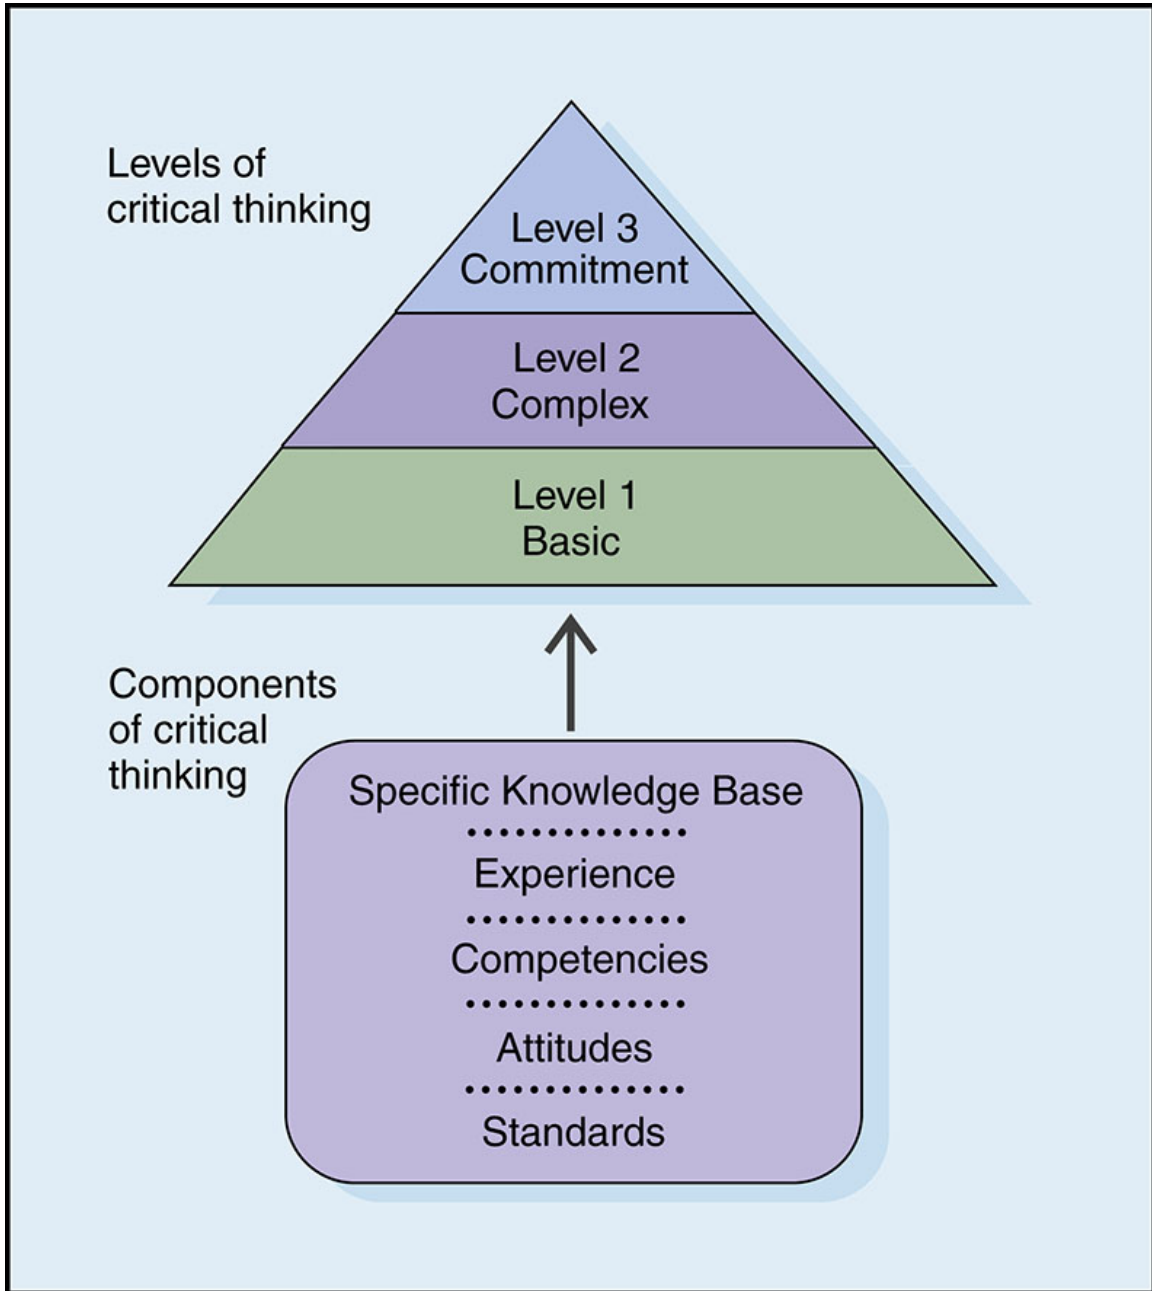 Levels of
critical thinking
Level 3
Commitment
Level 2
Complex
Level 1
Basic
Components
of critical
thinking
Specific Knowledge Base
Experience
Competencies
Attitudes
Standards